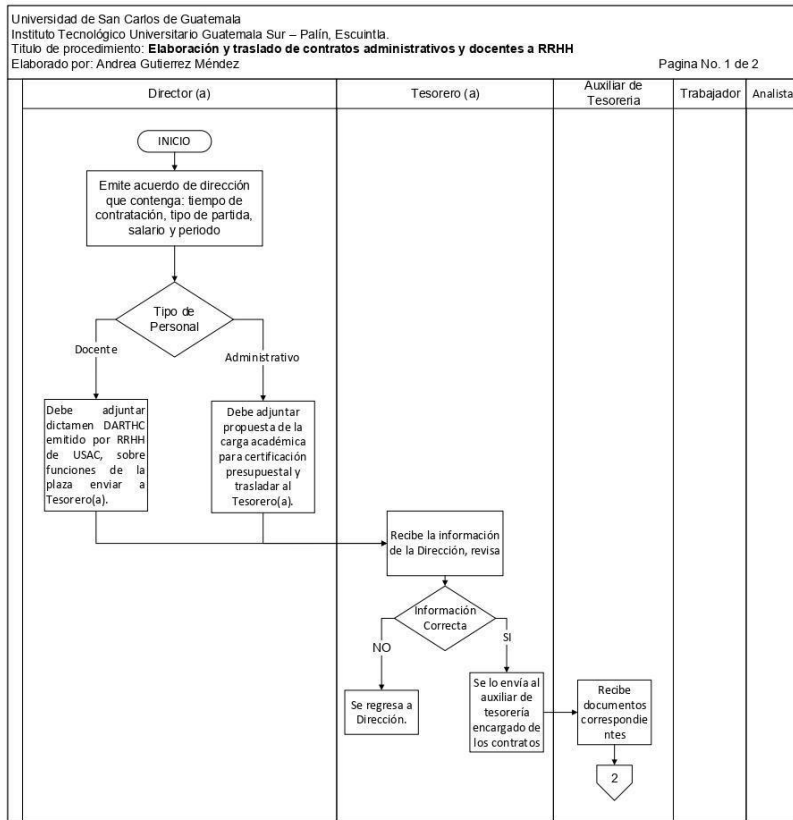 Universidad de San Carlos de Guatemala
Instituto Tecnológico Universitario Guatemala Sur – Palín, Escuintla.
Titulo de procedimiento: Elaboración y traslado de contratos administrativos y docentes a RRHH
Elaborado por: Andrea Gutierrez Méndez
Pagina No. 1 de 2
Director (a)
Tesorero (a)
Auxiliar de
Tesoreria
Trabajador
Analista
INICIO
Emite acuerdo de dirección
que contenga: tiempo de
contratación, tipo de partida,
salario y periodo
Tipo de
Personal
Docente
Administrativo
Debe adjuntar
dictamen DARTHC
emitido por RRHH
de USAC, sobre
funciones de la
plaza enviar a
Tesorero(a).
Debe adjuntar
propuesta de la
carga académica
para certificación
presupuestal y
trasladar al
Tesorero(a).
Recibe la información
de la Dirección, revisa
Información
Correcta
NO
SI
Se regresa a
Dirección.
Se lo envía al
auxiliar de
tesorería
encargado de
los contratos
Recibe
documentos
correspondie
ntes
2